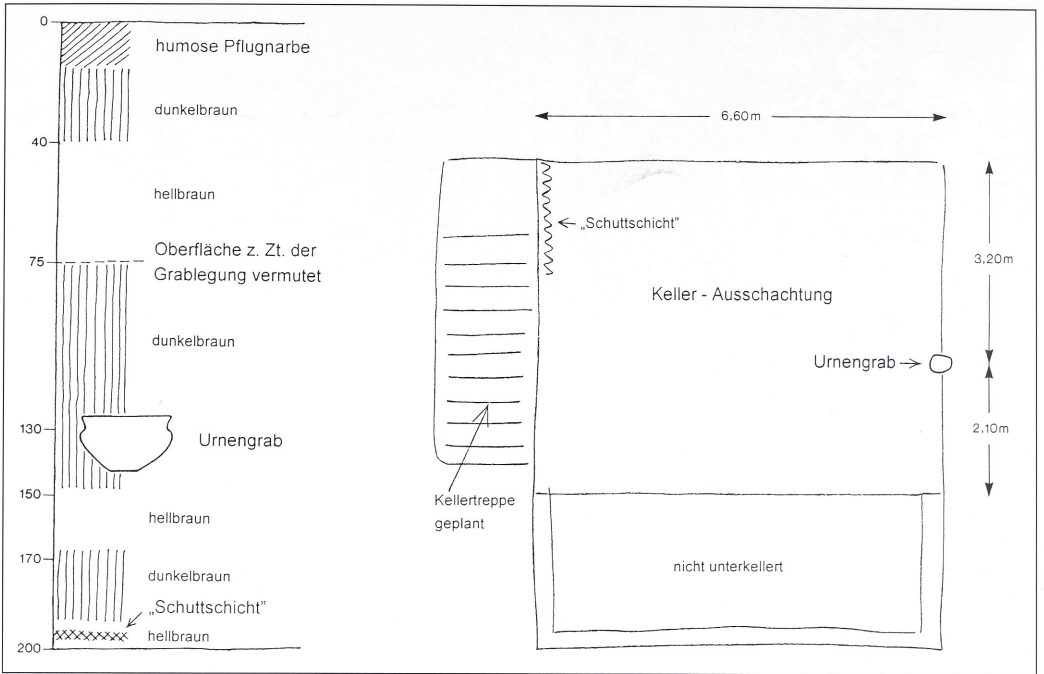 0
humose Pflugnarbe
dunkelbraun
40
hellbraun
Oberfläche z. Zt. der
75
Grablegung vermutet
dunkelbraun
130
Urnengrab
150
hellbraun
170
dunkelbraun
„Schuttschicht"
hellbraun
200
6,60m
„Schuttschicht"
3,20m
Keller - Ausschachtung
Urnengrab
2,10m
Kellertreppe
geplant
nicht unterkellert